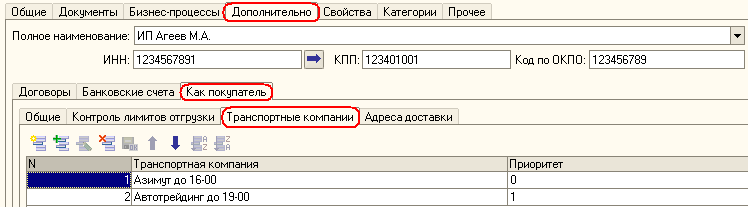 Общие Документы Бизнес-процессы Дополнительно Свойства Категории Прочее
Полное наименование: ИП Агеев М.А.
ИНН: 1234567891 КПП: 123401001 Код по ОКПО: 123456789
Договоры Банковские счета Как покупатель
Общие Контроль лимитов отгрузки Транспортные компании Адреса доставки
N Транспортная компания Приоритет
1 Азимут до 16-00 0
2 Автотрейдинг до 19-00 1